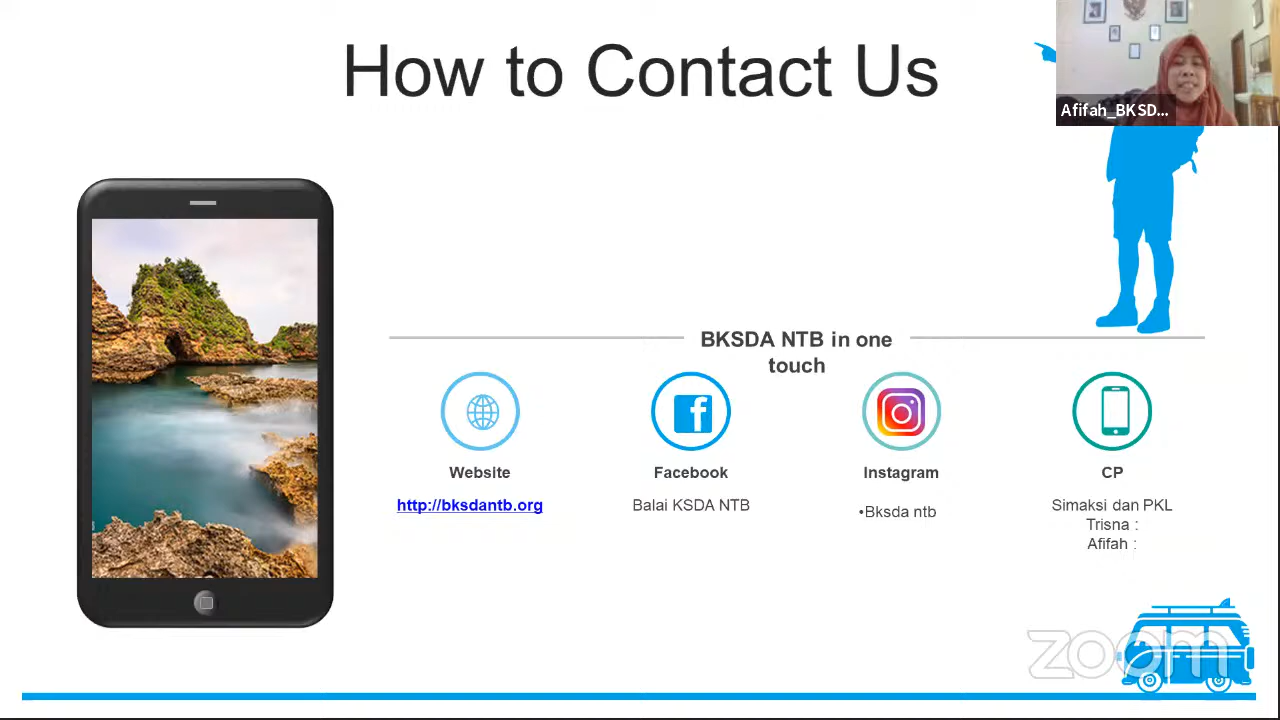 How to Contact Us
Afifah_BKSD...
BKSDA NTB in one
touch
Website
Facebook
Instagram
CP
http://bksdantb.org
Balai KSDA NTB
•Bksda ntb
Simaksi dan PKL
Trisna :
Afifah :
zoom